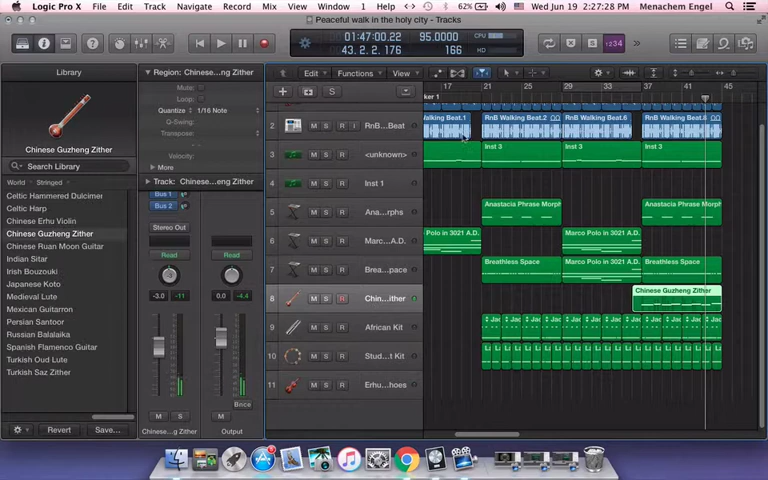 Logic Pro X File Edit Track Navigate Record Mix View Window 1 Help 62% Wed Jun 19 2:27:28 PM Menachem Engel
Peaceful walk in the holy city - Tracks
01:47:00.22 95.0000 CPU
43. 2. 2. 176 166 HD
1234
Library
Region: Chinese...ng Zither
Edit Functions View
Mute:
Loop:
Quantize 1/16 Note
Q-Swing:
Transpose:
Velocity:
More
Track: Chinese...eng Zither
17 21 25 29 33 37 41 45
Chinese Guzheng Zither
Search Library
World Stringed
Celtic Hammered Dulcimer
Celtic Harp
Chinese Erhu Violin
Chinese Guzheng Zither
Chinese Ruan Moon Guitar
Indian Sitar
Irish Bouzouki
Japanese Koto
Medieval Lute
Mexican Guitarron
Persian Santoor
Russian Balalaika
Spanish Flamenco Guitar
Turkish Oud Lute
Turkish Saz Zither
Revert Save...
Bus 1
Bus 2
Stereo Out
Read Read
-3.0 -11 0.0 -4.4
Bnce
M S M
Chinese...g Zither Output
2 M S R I RnB...Beat
3 M S R <unknown>
4 M S R Inst 1
5 M S R Ana...rphs
6 M S R Marc...A.D.
7 M S R Brea...pace
8 M S R Chin...ither
9 M S R African Kit
10 M S R Stud...t Kit
11 M S R Erhu...hoes
alking Beat.1 RnB Walking Beat.2 RnB Walking Beat.6 RnB Walking Beat.8
Inst 3 Inst 3 Inst 3
Anastacia Phrase Morph Anastacia Phrase Morph
Polo in 3021 A.D. Marco Polo in 3021 A.D.
Breathless Space Marco Polo in 3021 A.D. Breathless Space
Chinese Guzheng Zither